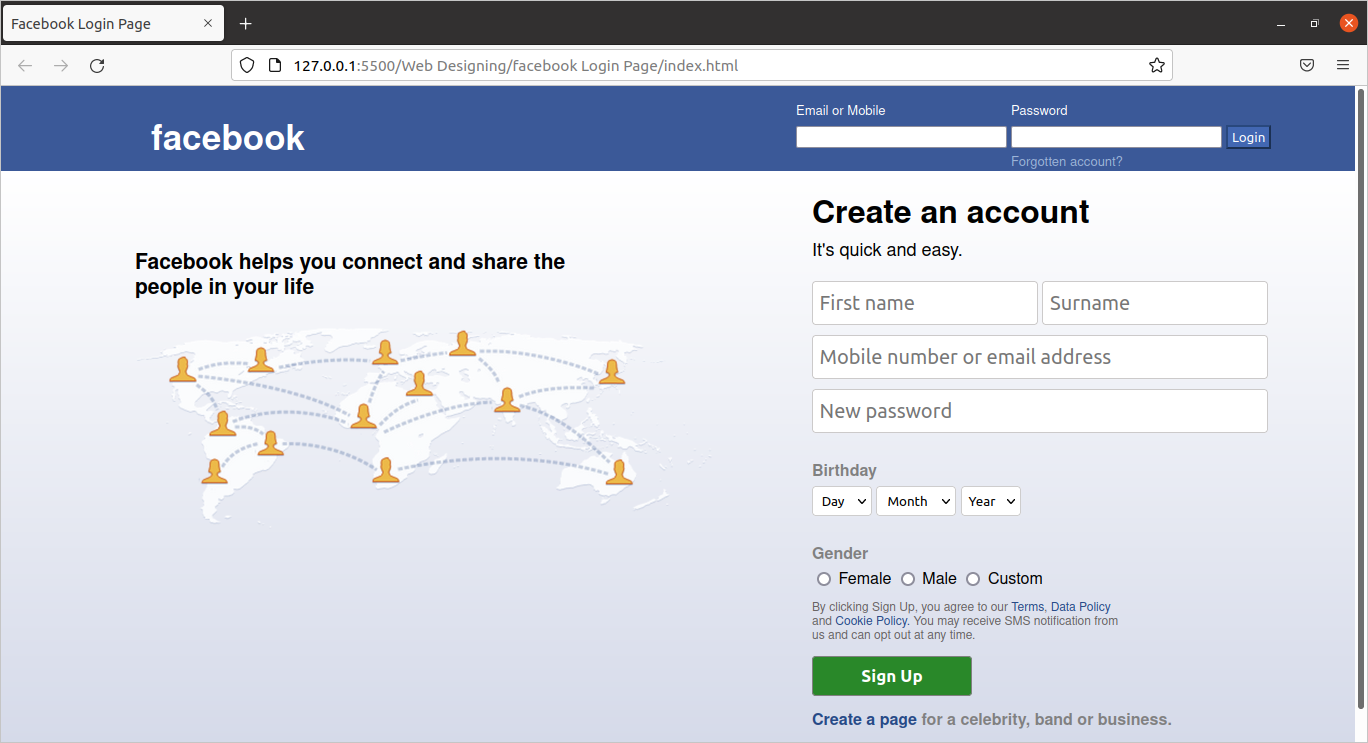 Facebook Login Page
127.0.0.1:5500/Web Designing/facebook Login Page/index.html
facebook
Email or Mobile Password
Login
Forgotten account?
Facebook helps you connect and share the
people in your life
Create an account
It's quick and easy.
First name Surname
Mobile number or email address
New password
Birthday
Day Month Year
Gender
Female Male Custom
By clicking Sign Up, you agree to our Terms, Data Policy
and Cookie Policy. You may receive SMS notification from
us and can opt out at any time.
Sign Up
Create a page for a celebrity, band or business.